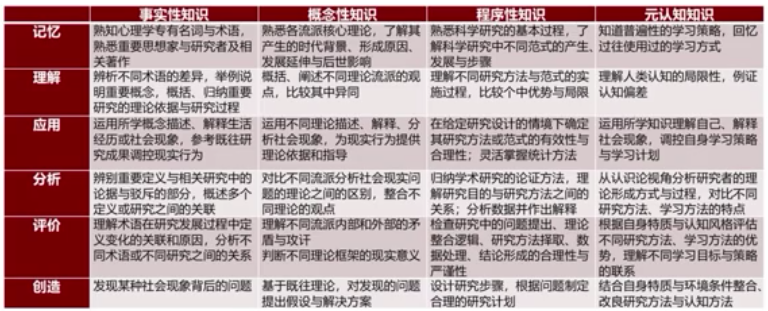 事实性知识 概念性知识 程序性知识 元认知知识
记忆
熟知心理学专有名词与术语，
熟悉重要思想家与研究者及相
关著作
熟悉各流派核心理论，了解其
产生的时代背景、形成原因、
发展延伸与后世影响
熟悉科学研究的基本过程，了
解科学研究中不同范式的产生、
发展与步骤
知道普遍性的学习策略，回忆
过往使用过的学习方式
理解
辨析不同术语的差异，举例说
明重要概念，概括、归纳重要
研究的理论依据与研究过程
概括、阐述不同理论流派的观
点，比较其中异同
理解不同研究方法与范式的实
施过程，比较个中优势与局限
理解人类认知的局限性，例证
认知偏差
应用
运用所学概念描述、解释生活
经历或社会现象，参考既往研
究成果调控现实行为
运用不同理论描述、解释、分
析社会现象，为现实行为提供
理论依据和指导
在给定研究设计的情境下确定
其研究方法或范式的有效性与
合理性；灵活掌握统计方法
运用所学知识理解自己、解释
社会现象，调控自身学习策略
与学习计划
分析
辨别重要定义与相关研究中的
论据与驳斥的部分，概述多个
定义或研究之间的关联
对比不同流派分析社会现实问
题的理论之间的区别，整合不
同理论的观点
归纳学术研究的论证方法，理
解研究目的与研究方法之间的
关系；分析数据并作出解释
从认识论视角分析研究者的理
论形成方式与过程，对比不同
研究方法、学习方法的特点
评价
理解术语在研究发展过程中定
义变化的关联和原因，分析不
同术语或不同研究之间的关系
理解不同流派内部和外部的矛
盾与攻讦
判断不同理论框架的现实意义
检查研究中的问题提出、理论
整合逻辑、研究方法择取、数
据处理、结论形成的合理性与
严谨性
根据自身特质与认知风格评估
不同研究方法、学习方法的优
势，理解不同学习目标与策略
的联系
创造
发现某种社会现象背后的问题
基于既往理论，对发现的问题
提出假设与解决方案
设计研究步骤，根据问题制定
合理的研究计划
结合自身特质与环境条件整合、
改良研究方法与认知方法